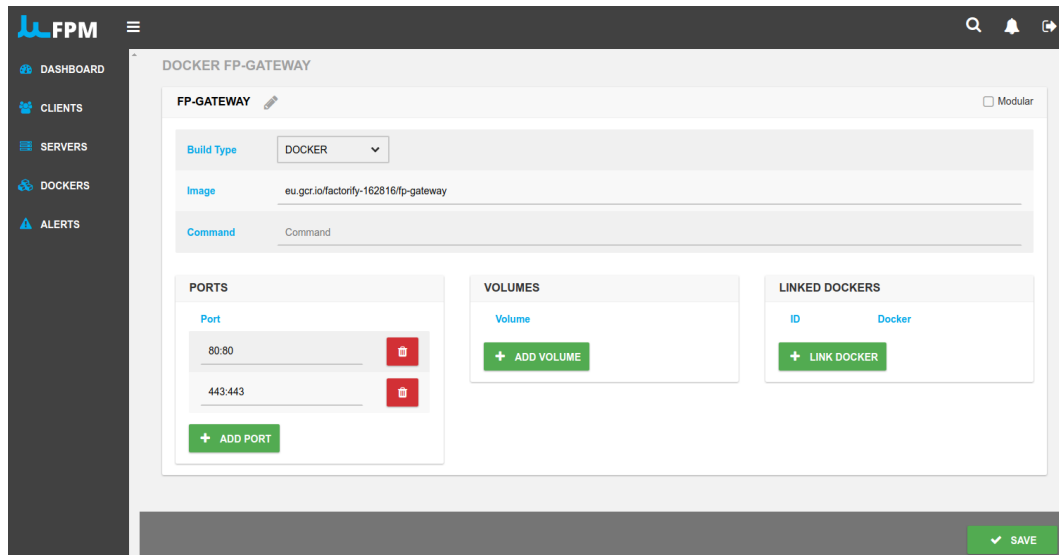 FPM
DASHBOARD
CLIENTS
SERVERS
DOCKERS
ALERTS
DOCKER FP-GATEWAY
FP-GATEWAY
Modular
Build Type DOCKER
Image eu.gcr.io/factorify-162816/fp-gateway
Command Command
PORTS
Port
80:80
443:443
+ ADD PORT
VOLUMES
Volume
+ ADD VOLUME
LINKED DOCKERS
ID Docker
+ LINK DOCKER
SAVE